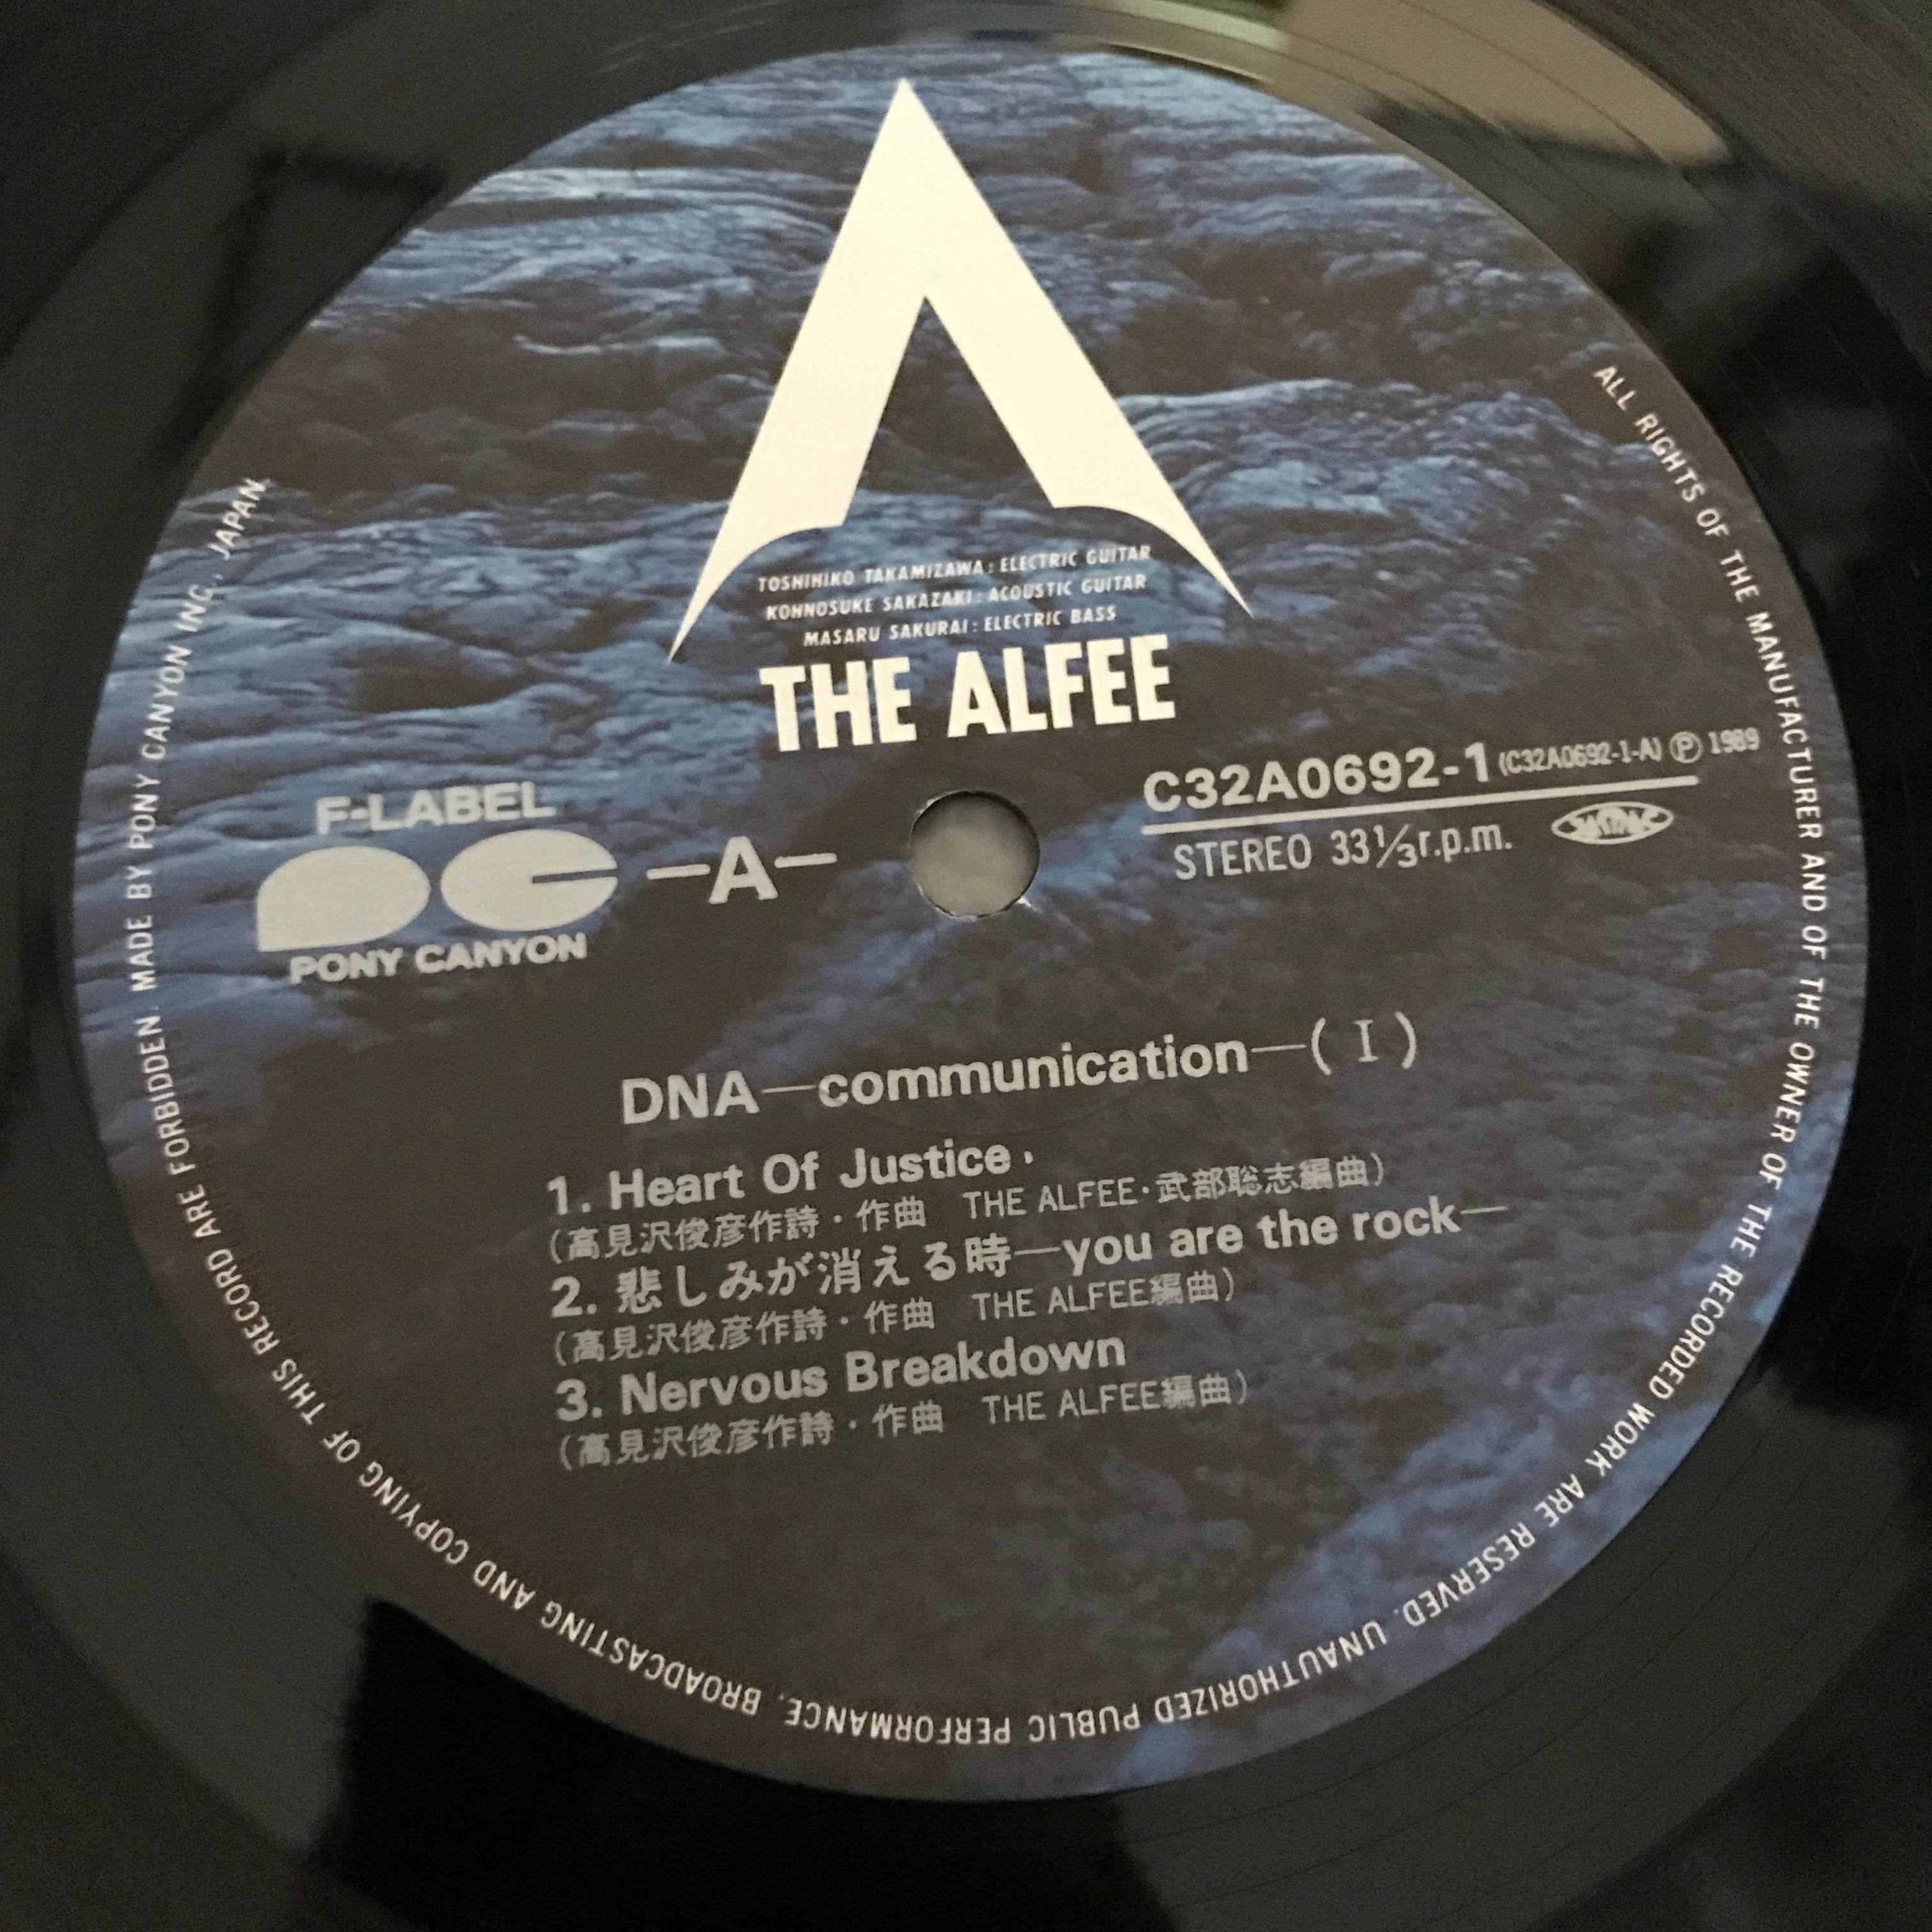 TOSHIHIKO TAKAMIZAWA : ELECTRIC GUITAR
KOHNOSUKE SAKAZAKI : ACOUSTIC GUITAR
MASARU SAKURAI : ELECTRIC BASS
THE ALFEE
F-LABEL
PONY CANYON
—A—
C32A0692-1 (C32A0692-1-A) Ⓟ 1989
STEREO 33⅓r.p.m.
DNA—communication—( I )
1. Heart Of Justice
(高見沢俊彦作詩・作曲 THE ALFEE・武部聡志編曲)
2. 悲しみが消える時—you are the rock—
(高見沢俊彦作詩・作曲 THE ALFEE編曲)
3. Nervous Breakdown
(高見沢俊彦作詩・作曲 THE ALFEE編曲)
ALL RIGHTS OF THE MANUFACTURER AND OF THE OWNER OF THE RECORDED WORK ARE RESERVED. UNAUTHORIZED PUBLIC PERFORMANCE, BROADCASTING AND COPYING OF THIS RECORD ARE FORBIDDEN. MADE BY PONY CANYON INC., JAPAN.